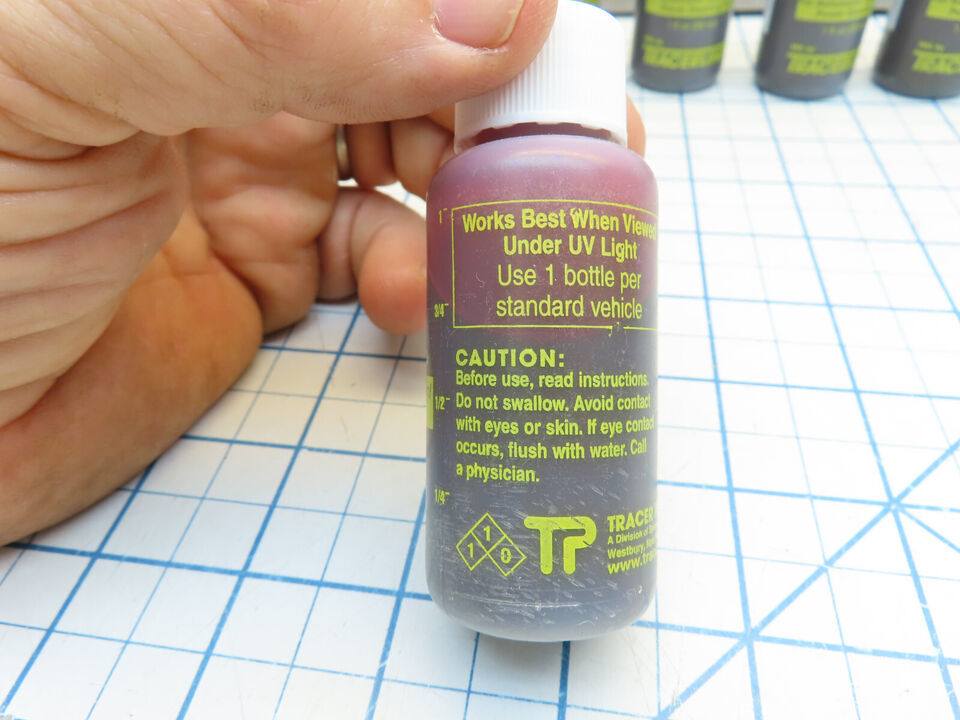 Works Best When Viewed
Under UV Light
Use 1 bottle per
standard vehicle
CAUTION:
Before use, read instructions.
Do not swallow. Avoid contact
with eyes or skin. If eye contact
occurs, flush with water. Call
a physician.
1
3/4
1/2
1/4
1
1 0
TP
TRACER
A Division of
Westbury,
www.tra
TRACER